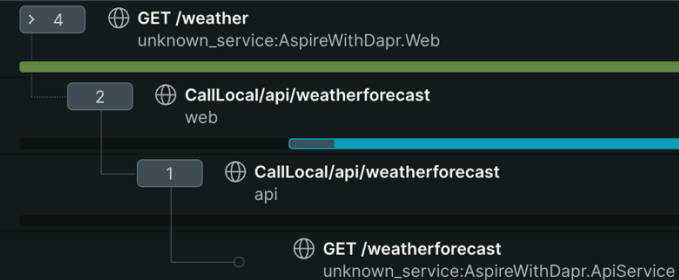 4 GET /weather
unknown_service:AspireWithDapr.Web
2 CallLocal/api/weatherforecast
web
1 CallLocal/api/weatherforecast
api
GET /weatherforecast
unknown_service:AspireWithDapr.ApiService